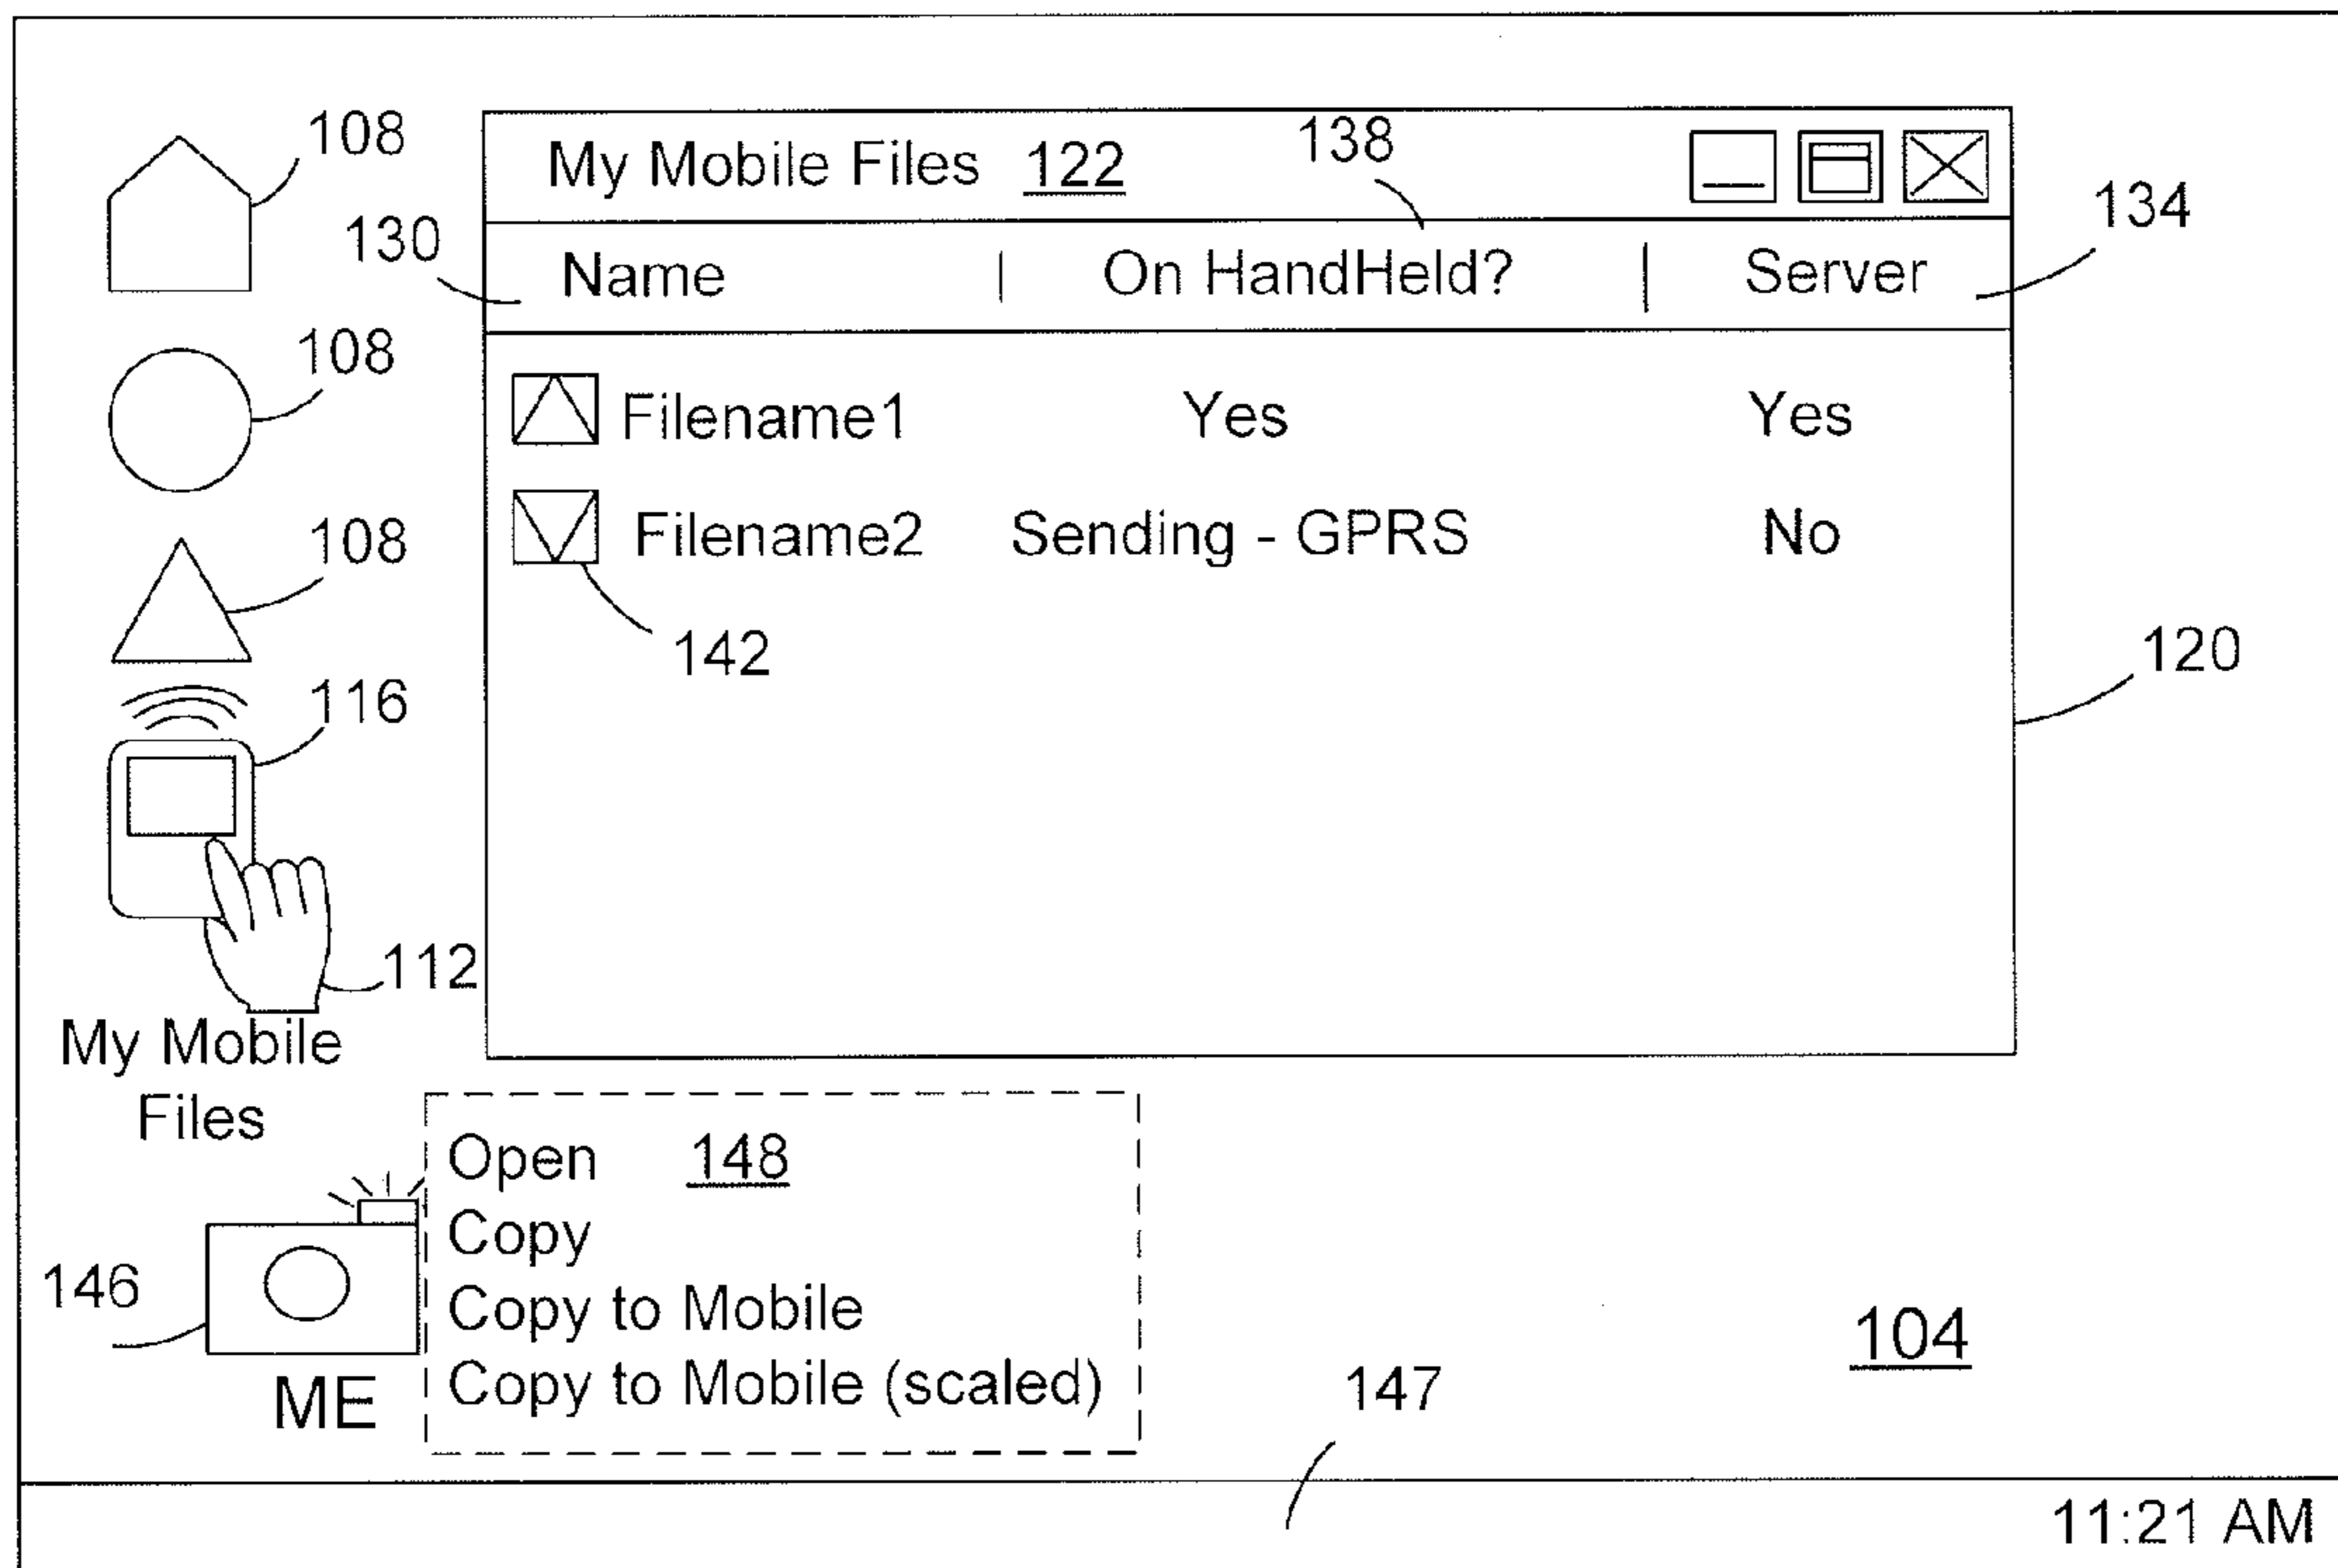 108
My Mobile Files 122
138
134
130
Name | On HandHeld? | Server
108
Filename1 Yes Yes
108
Filename2 Sending - GPRS No
142
120
116
112
My Mobile
Files
Open 148
Copy
146
Copy to Mobile
104
ME
Copy to Mobile (scaled)
147
11:21 AM